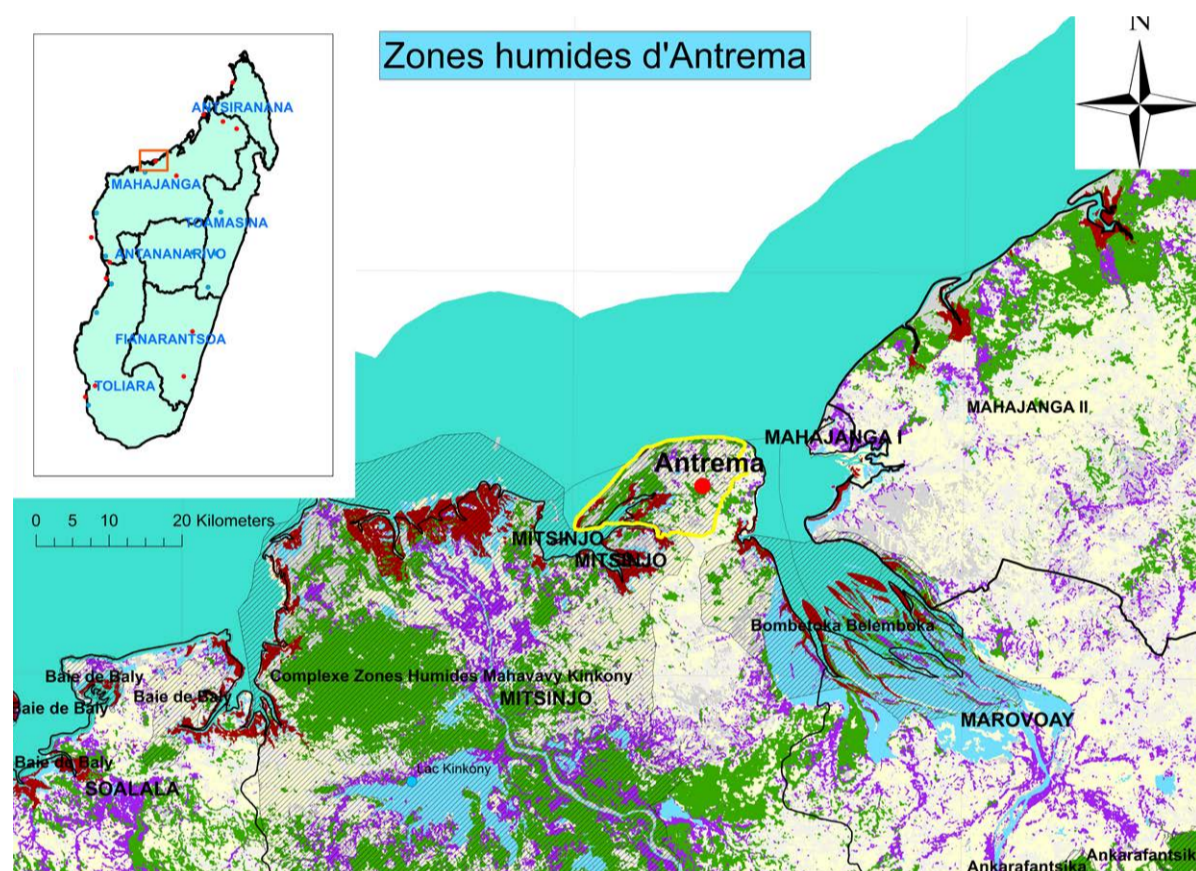 Zones humides d'Antrema
N
ANTSIRANANA
MAHAJANGA
TOAMASINA
ANTANANARIVO
FIANARANTSOA
TOLIARA
MAHAJANGA II
MAHAJANGA I
Antrema
0 5 10 20 Kilometers
MITSINJO
MITSINJO
Bombetoka Belemboka
Complexe Zones Humides Mahavavy Kinkony
Baie de Baly
Baie de Baly
MITSINJO
Baie de Baly
MAROVOAY
Baie de Baly
Lac Kinkony
SOALALA
Ankarafantsika
Ankarafantsik